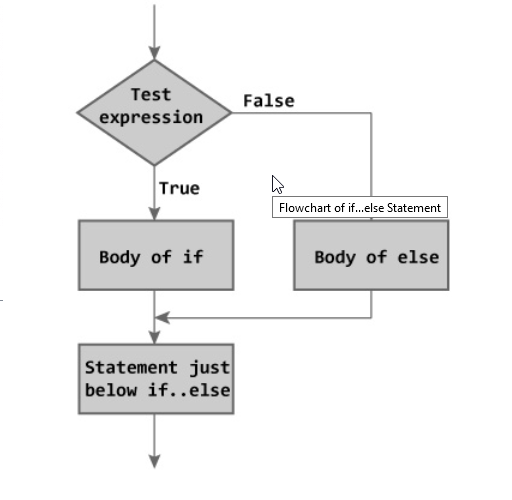 Test
expression
False
True
Flowchart of if...else Statement
Body of if
Body of else
Statement just
below if..else